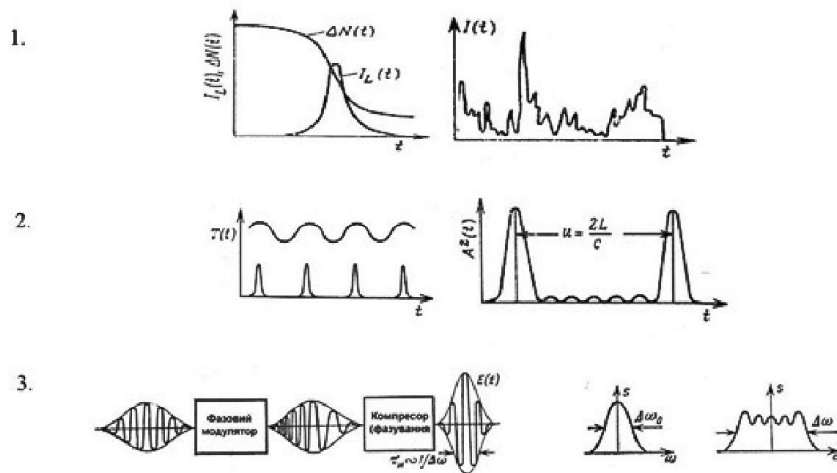 1.
I_L(t), ΔN(t)
ΔN(t)
I_L(t)
t
I(t)
t
2.
T(t)
t
A²(t)
u = 2L/c
t
3.
Фазовий
модулятор
Компресор
(фазування
E(t)
τ_и ∾ 1/Δω
S
Δω₀
ω
S
Δω